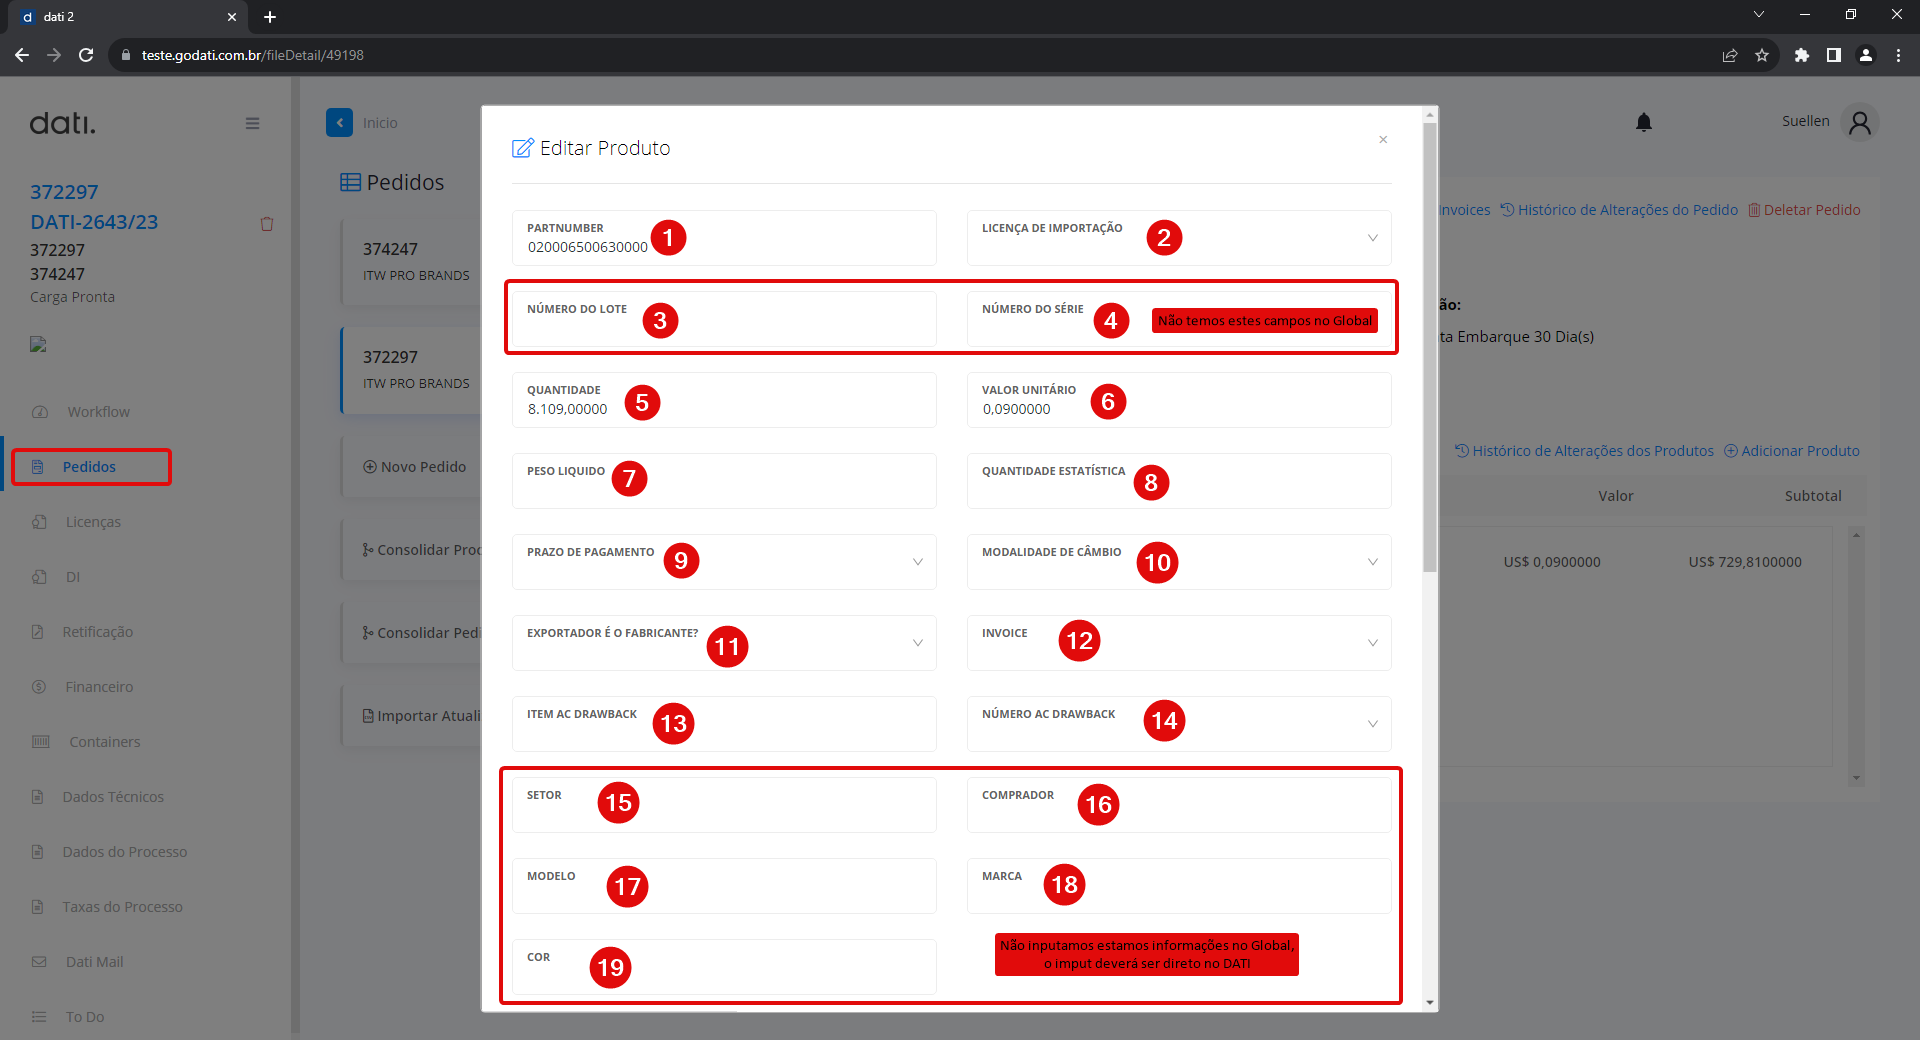 dati 2
teste.godati.com.br/fileDetail/49198
dati.
372297
DATI-2643/23
372297
374247
Carga Pronta
Workflow
Pedidos
Licenças
DI
Retificação
Financeiro
Containers
Dados Técnicos
Dados do Processo
Taxas do Processo
Dati Mail
To Do
Inicio
Pedidos
374247
ITW PRO BRANDS
372297
ITW PRO BRANDS
Novo Pedido
Consolidar Proc
Consolidar Pedi
Importar Atuali
Suellen
Invoices Histórico de Alterações do Pedido Deletar Pedido
ão:
ta Embarque 30 Dia(s)
Histórico de Alterações dos Produtos Adicionar Produto
Valor Subtotal
US$ 0,0900000 US$ 729,8100000
Editar Produto
PARTNUMBER 1
020006500630000
LICENÇA DE IMPORTAÇÃO 2
NÚMERO DO LOTE 3
NÚMERO DO SÉRIE 4
Não temos estes campos no Global
QUANTIDADE 5
8.109,00000
VALOR UNITÁRIO 6
0,0900000
PESO LIQUIDO 7
QUANTIDADE ESTATÍSTICA 8
PRAZO DE PAGAMENTO 9
MODALIDADE DE CÂMBIO 10
EXPORTADOR É O FABRICANTE? 11
INVOICE 12
ITEM AC DRAWBACK 13
NÚMERO AC DRAWBACK 14
SETOR 15
COMPRADOR 16
MODELO 17
MARCA 18
COR 19
Não inputamos estamos informações no Global,
o imput deverá ser direto no DATI